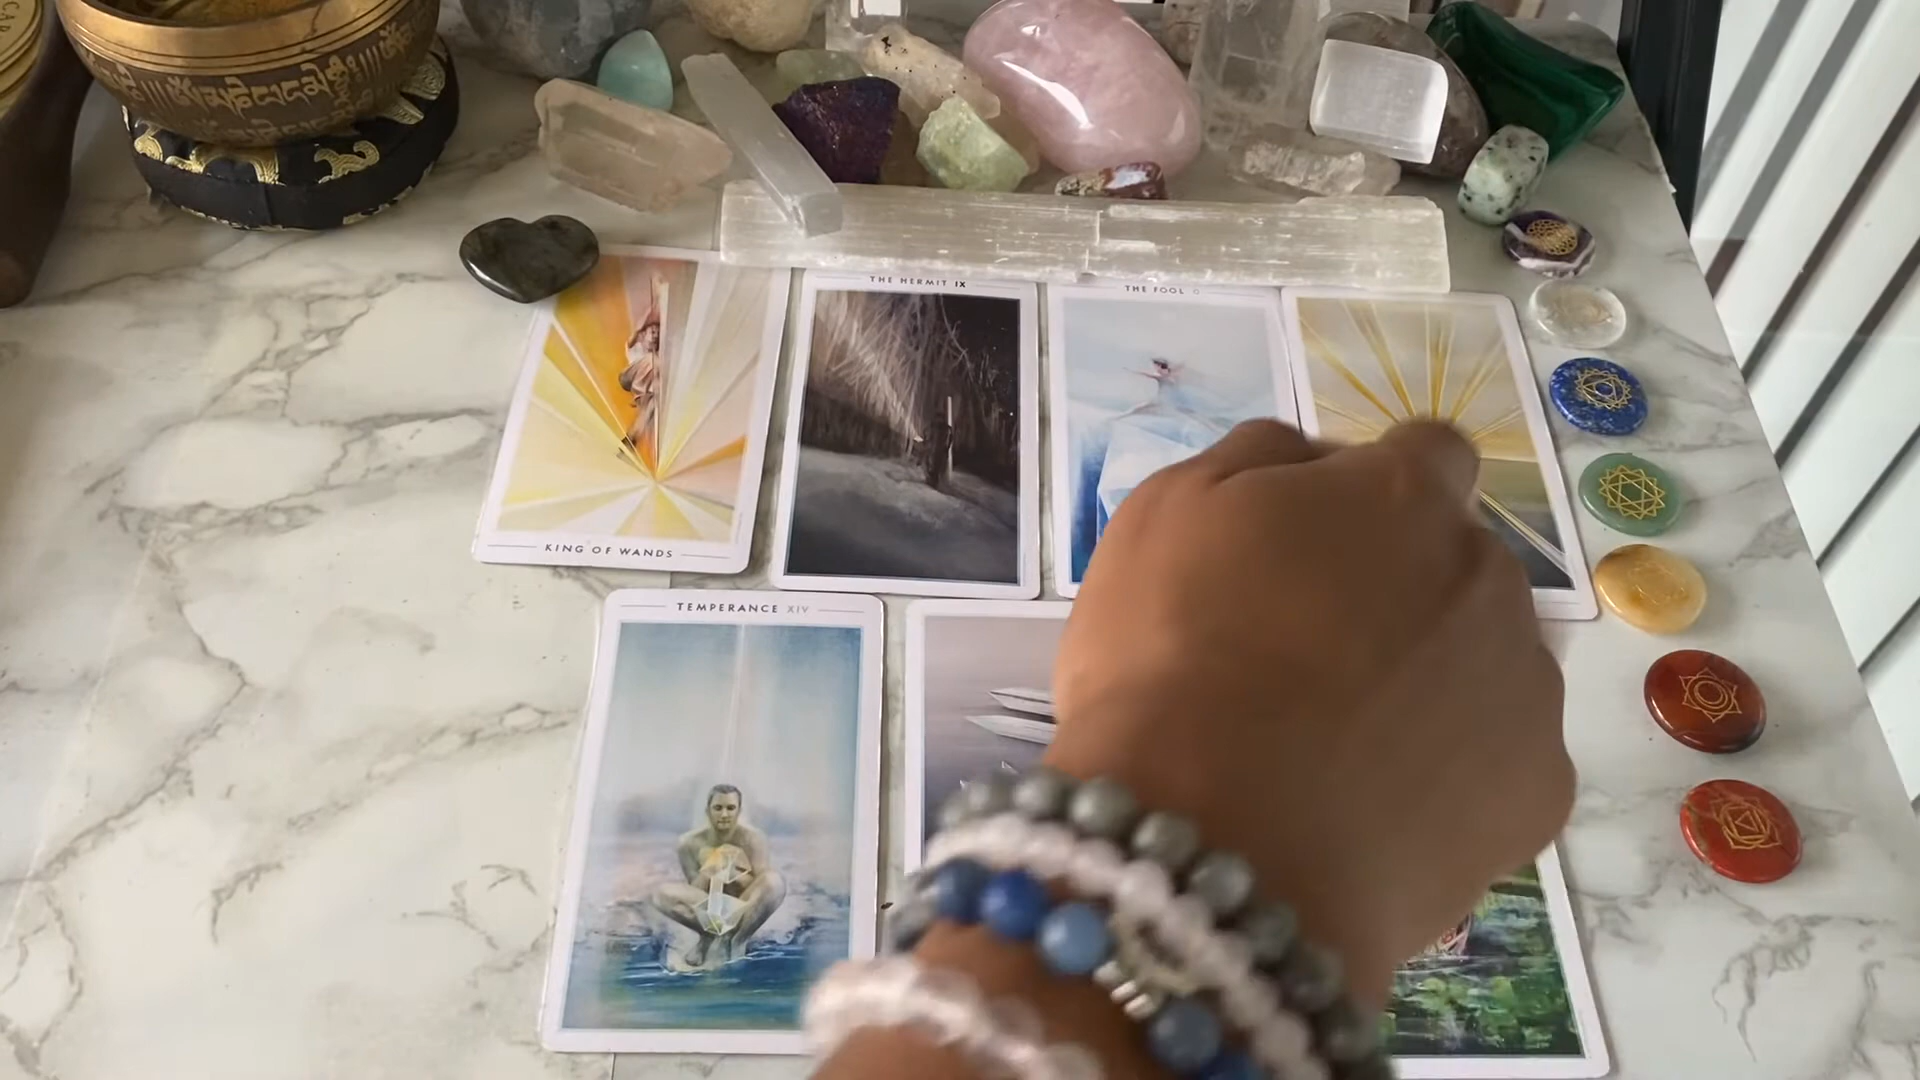 THE HERMIT IX
THE FOOL 0
KING OF WANDS
TEMPERANCE XIV